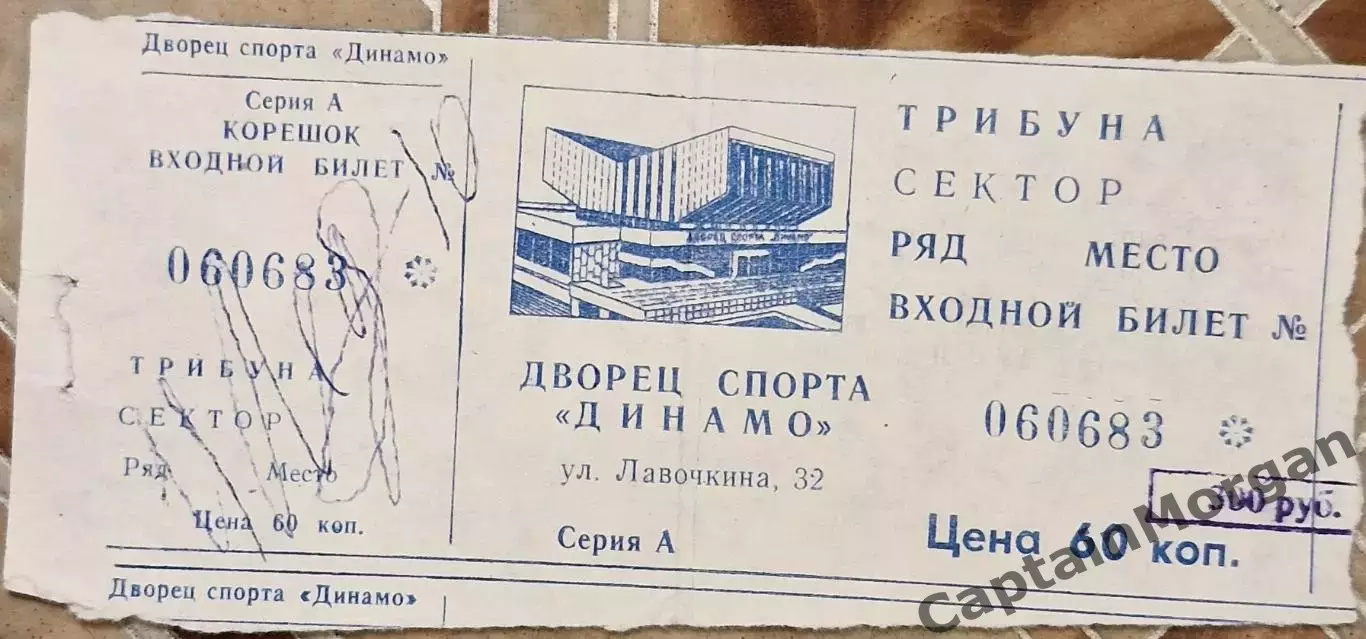 Дворец спорта «Динамо»
Серия А
КОРЕШОК
ВХОДНОЙ БИЛЕТ №
060683
ТРИБУНА
СЕКТОР
Ряд Место
Цена 60 коп.
Дворец спорта «Динамо»
ДВОРЕЦ СПОРТА "ДИНАМО"
ДВОРЕЦ СПОРТА
«ДИНАМО»
ул. Лавочкина, 32
Серия А
ТРИБУНА
СЕКТОР
РЯД МЕСТО
ВХОДНОЙ БИЛЕТ №
060683
300 руб.
Цена 60 коп.
CaptainMorgan